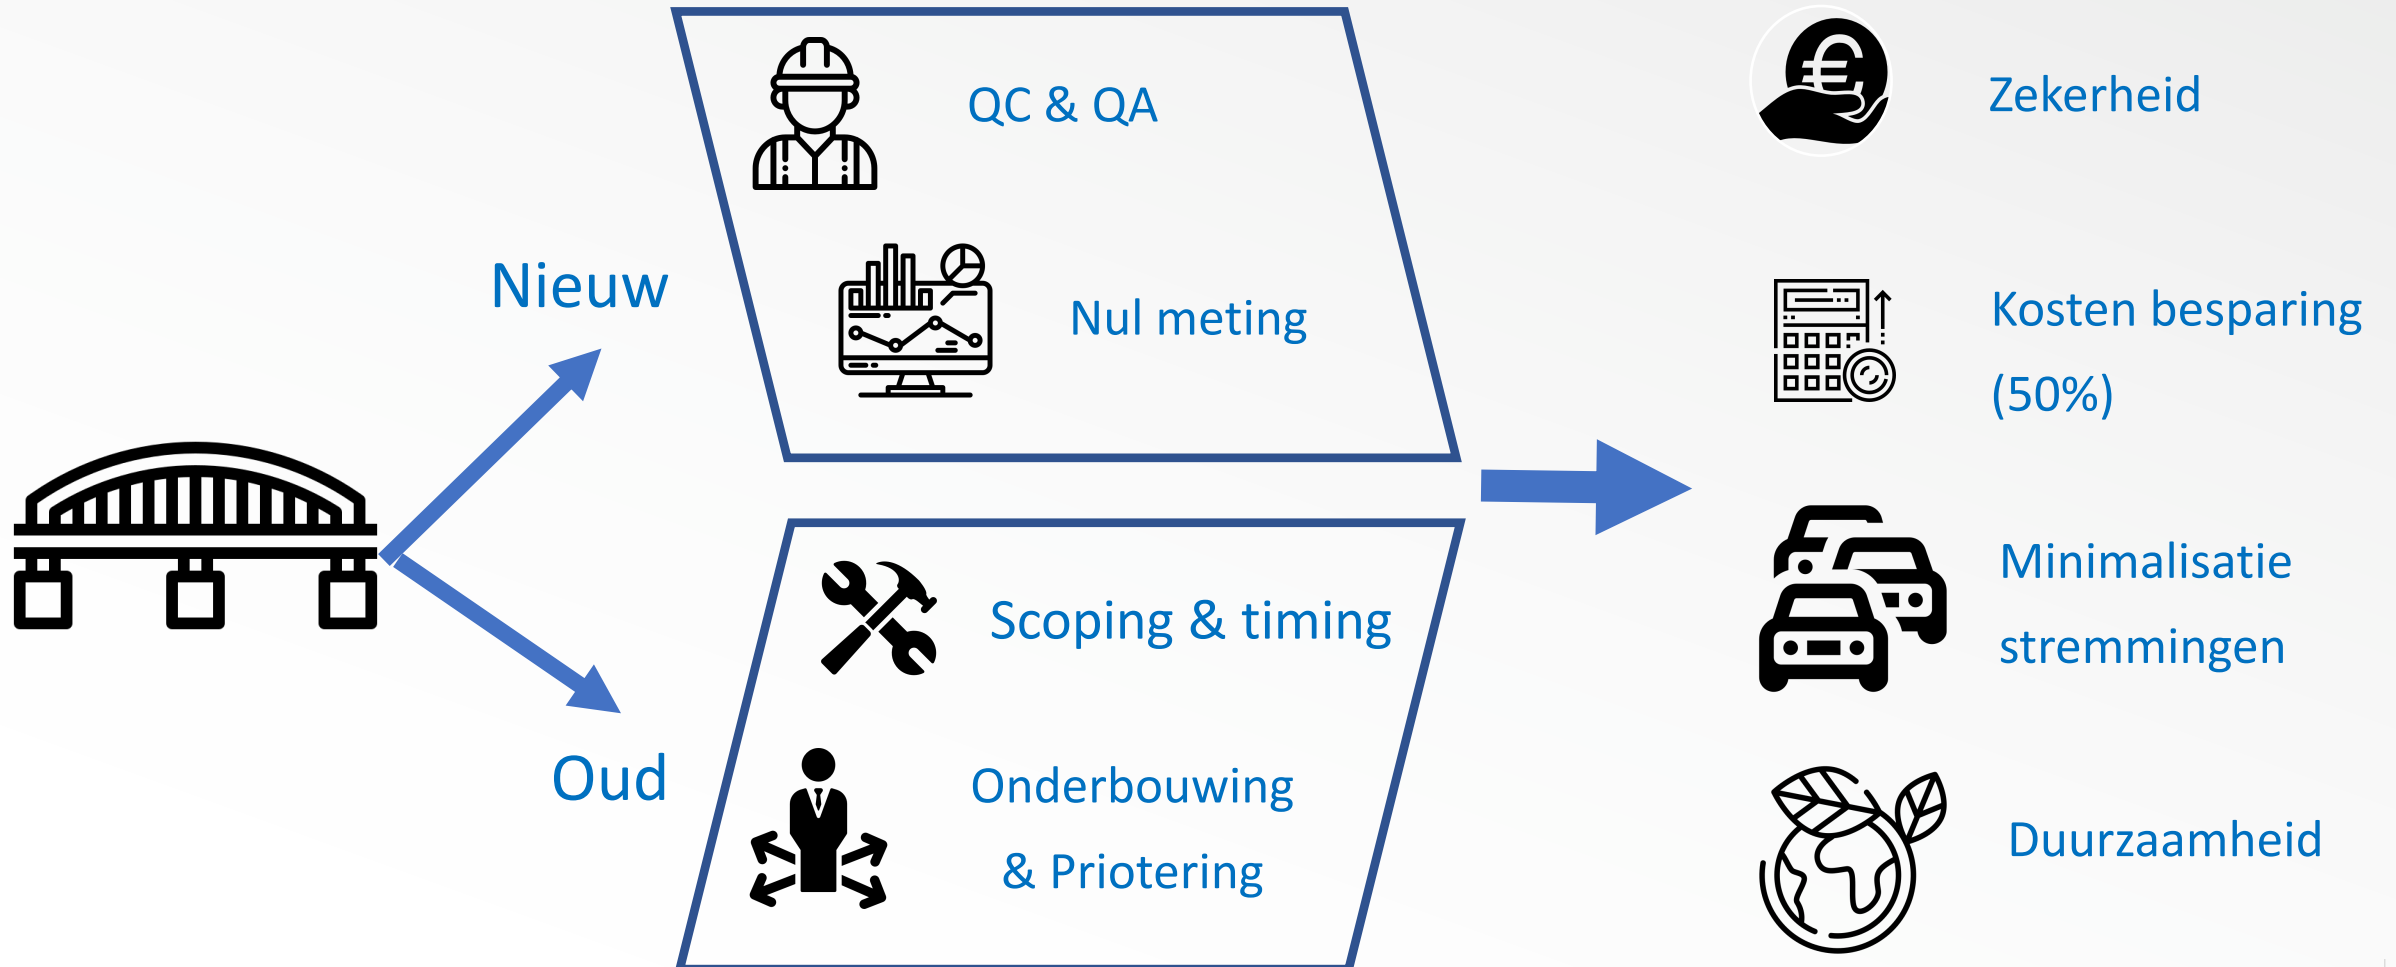 Nieuw
QC & QA
Nul meting
Oud
Scoping & timing
Onderbouwing
& Priotering
Zekerheid
Kosten besparing
(50%)
Minimalisatie
stremmingen
Duurzaamheid